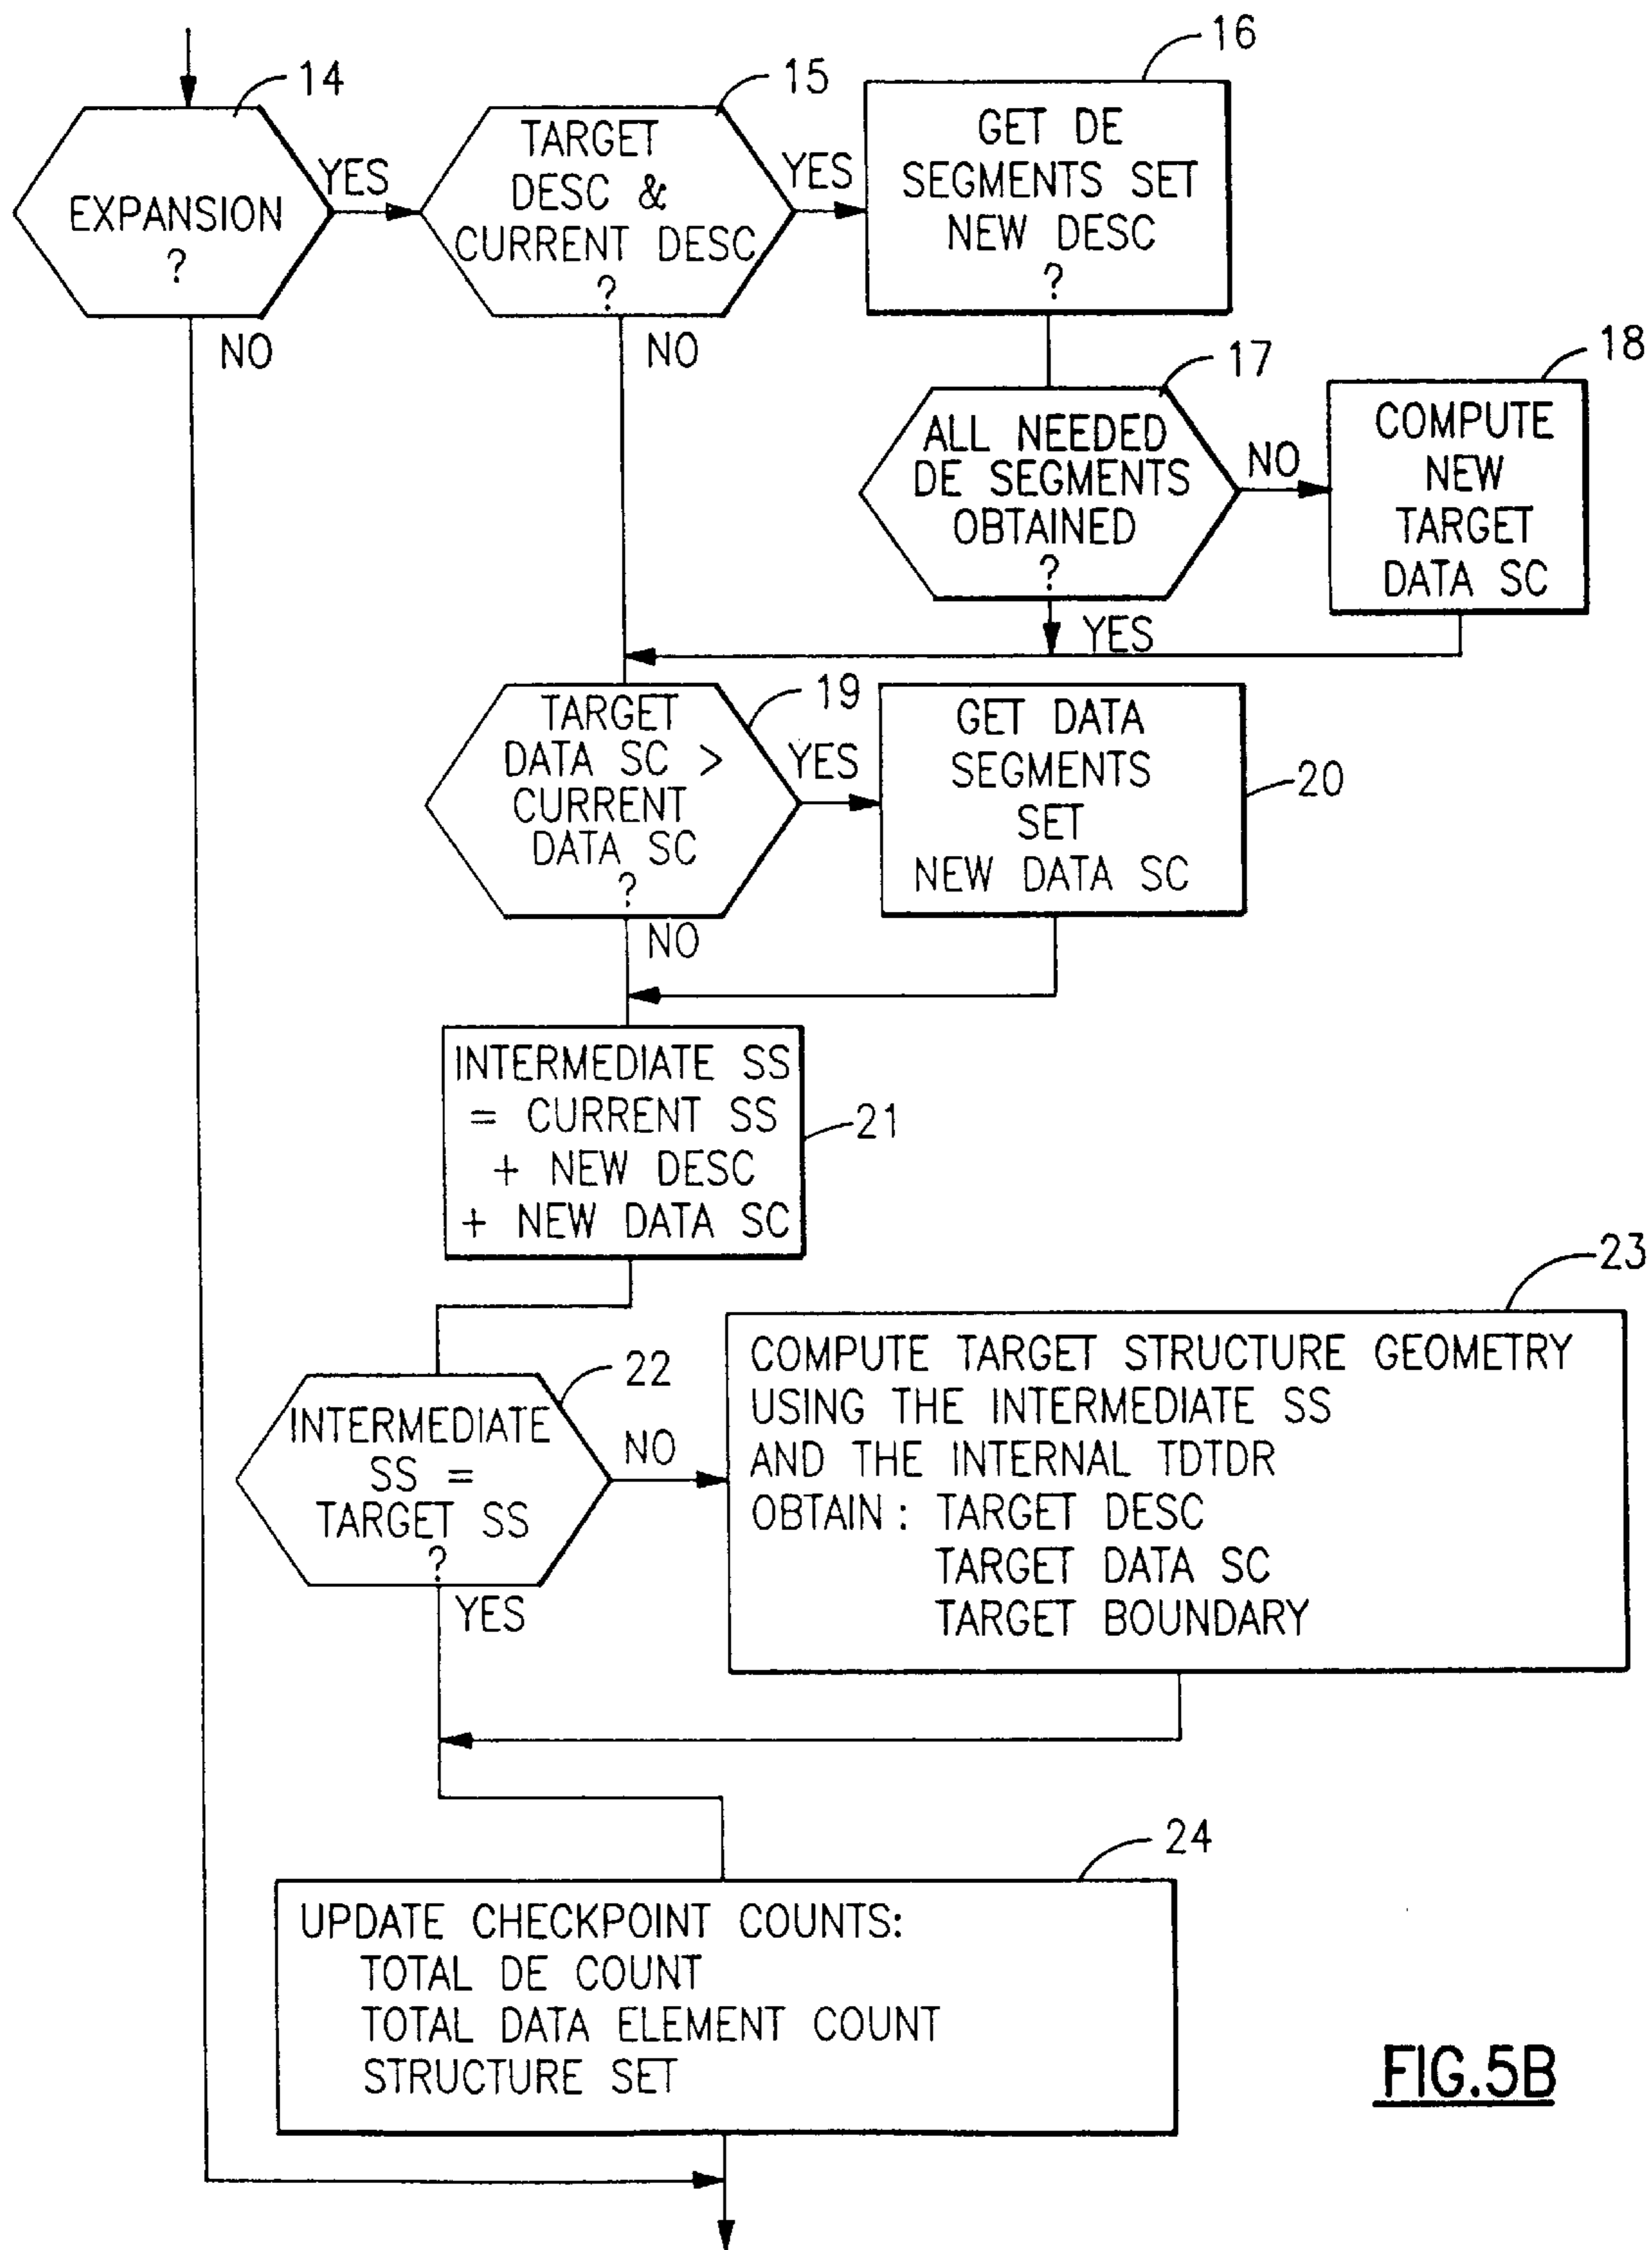 14
EXPANSION
?
YES
NO
15
TARGET
DESC &
CURRENT DESC
?
YES
NO
16
GET DE
SEGMENTS SET
NEW DESC
?
17
ALL NEEDED
DE SEGMENTS
OBTAINED
?
NO
YES
18
COMPUTE
NEW
TARGET
DATA SC
19
TARGET
DATA SC >
CURRENT
DATA SC
?
YES
NO
20
GET DATA
SEGMENTS
SET
NEW DATA SC
21
INTERMEDIATE SS
= CURRENT SS
+ NEW DESC
+ NEW DATA SC
22
INTERMEDIATE
SS =
TARGET SS
?
NO
YES
23
COMPUTE TARGET STRUCTURE GEOMETRY
USING THE INTERMEDIATE SS
AND THE INTERNAL TDTDR
OBTAIN : TARGET DESC
TARGET DATA SC
TARGET BOUNDARY
24
UPDATE CHECKPOINT COUNTS:
TOTAL DE COUNT
TOTAL DATA ELEMENT COUNT
STRUCTURE SET
FIG.5B